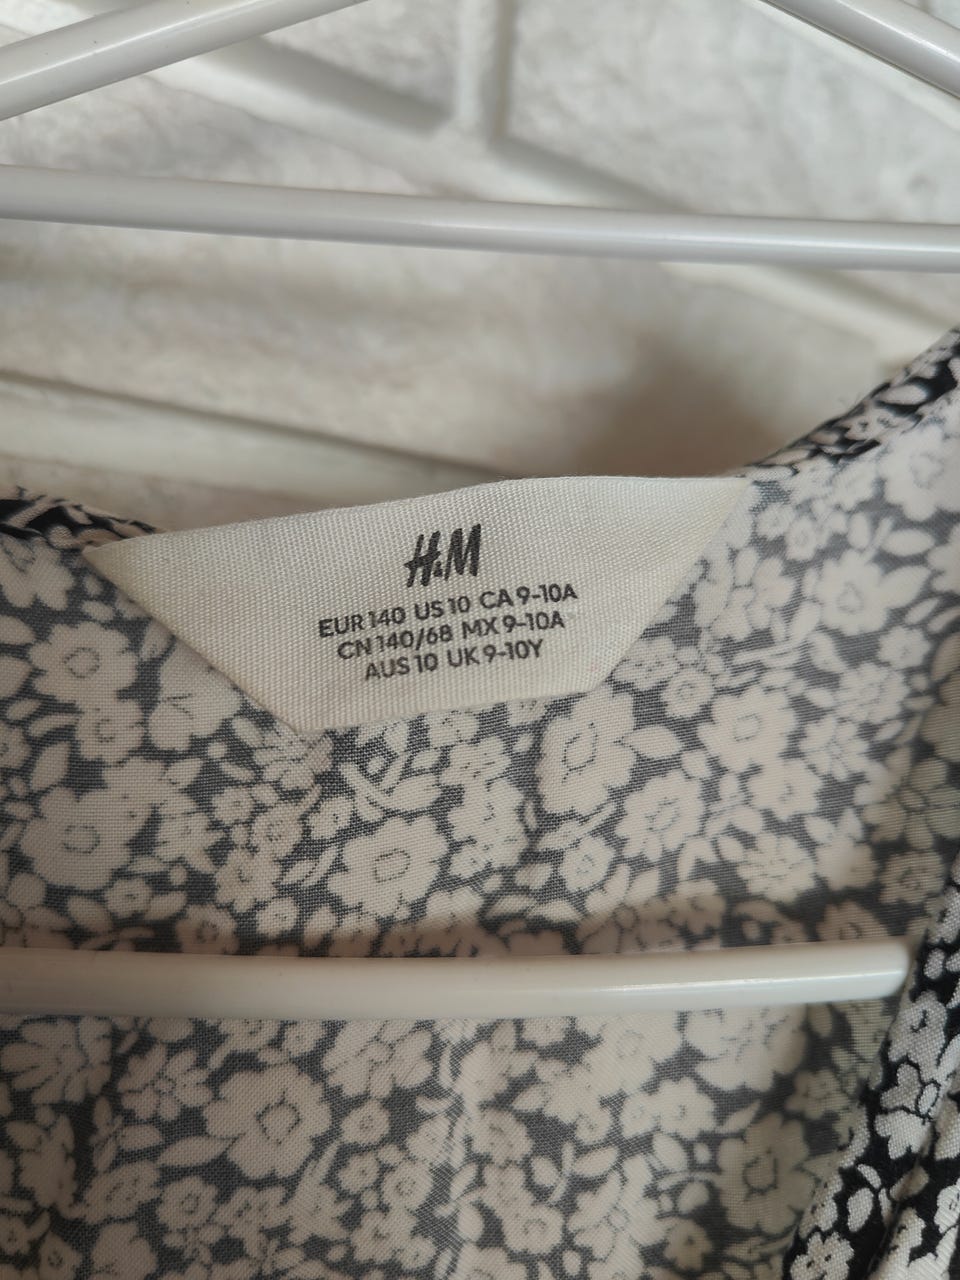 H&M
EUR 140 US 10 CA 9-10A
CN 140/68 MX 9-10A
AUS 10 UK 9-10Y